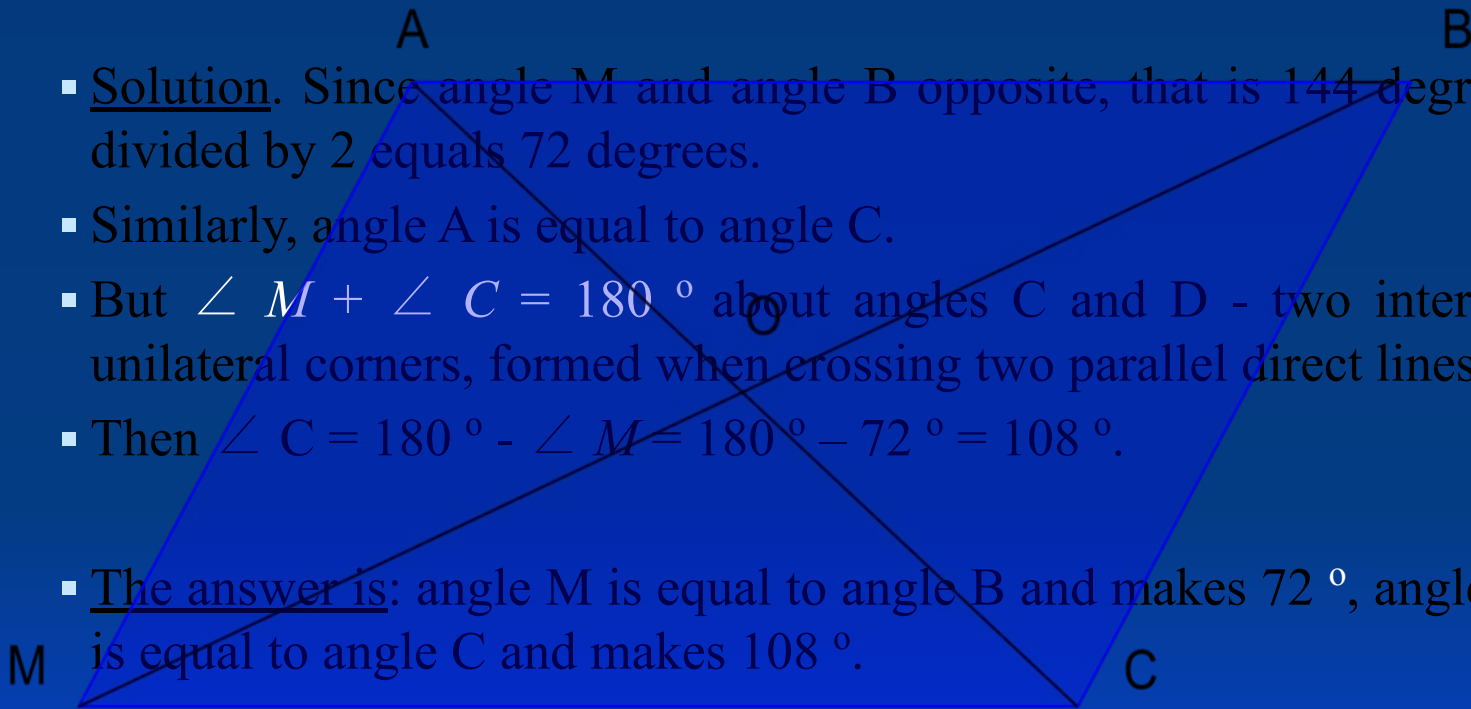 A
B
▪ Solution. Since angle M and angle B opposite, that is 144 degr
divided by 2 equals 72 degrees.
▪ Similarly, angle A is equal to angle C.
▪ But ∠ M + ∠ C = 180 º about angles C and D - two inter
O
unilateral corners, formed when crossing two parallel direct lines
▪ Then ∠ C = 180 º - ∠ M = 180 º – 72 º = 108 º.
▪ The answer is: angle M is equal to angle B and makes 72 º, angle
is equal to angle C and makes 108 º.
M
C